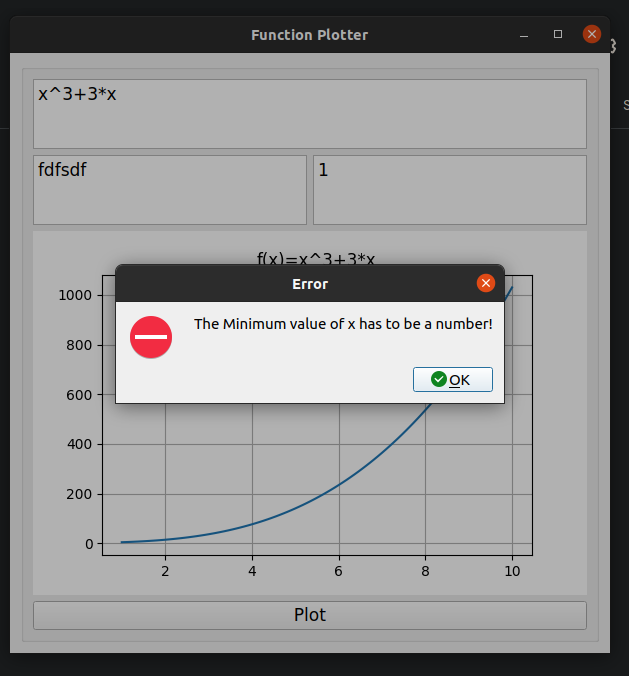 Function Plotter
x^3+3*x
fdfsdf
1
f(x)=x^3+3*x
Error
The Minimum value of x has to be a number!
OK
1000
800
600
400
200
0
2 4 6 8 10
Plot